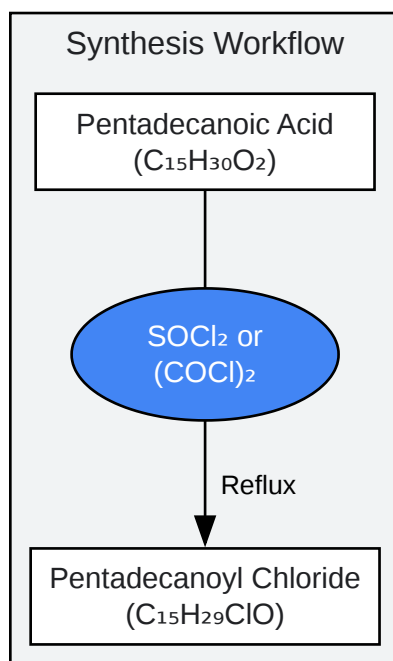 Synthesis Workflow
Pentadecanoic Acid
(C₁₅H₃₀O₂)
SOCl₂ or
(COCl)₂
Reflux
Pentadecanoyl Chloride
(C₁₅H₂₉ClO)